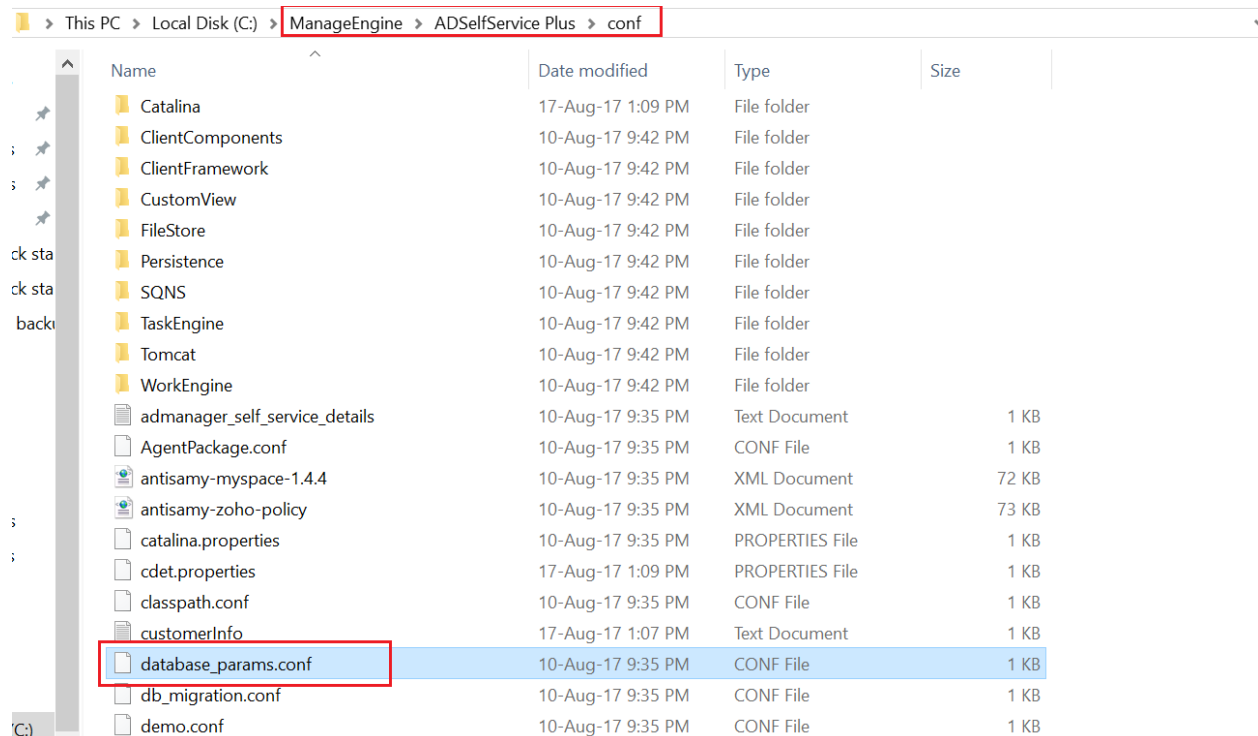 This PC > Local Disk (C:) > ManageEngine > ADSelfService Plus > conf
Name Date modified Type Size
Catalina 17-Aug-17 1:09 PM File folder
ClientComponents 10-Aug-17 9:42 PM File folder
ClientFramework 10-Aug-17 9:42 PM File folder
CustomView 10-Aug-17 9:42 PM File folder
FileStore 10-Aug-17 9:42 PM File folder
ck sta Persistence 10-Aug-17 9:42 PM File folder
ck sta SQNS 10-Aug-17 9:42 PM File folder
backu TaskEngine 10-Aug-17 9:42 PM File folder
Tomcat 10-Aug-17 9:42 PM File folder
WorkEngine 10-Aug-17 9:42 PM File folder
admanager_self_service_details 10-Aug-17 9:35 PM Text Document 1 KB
AgentPackage.conf 10-Aug-17 9:35 PM CONF File 1 KB
antisamy-myspace-1.4.4 10-Aug-17 9:35 PM XML Document 72 KB
antisamy-zoho-policy 10-Aug-17 9:35 PM XML Document 73 KB
catalina.properties 10-Aug-17 9:35 PM PROPERTIES File 1 KB
cdet.properties 17-Aug-17 1:09 PM PROPERTIES File 1 KB
classpath.conf 10-Aug-17 9:35 PM CONF File 1 KB
customerInfo 17-Aug-17 1:07 PM Text Document 1 KB
database_params.conf 10-Aug-17 9:35 PM CONF File 1 KB
db_migration.conf 10-Aug-17 9:35 PM CONF File 1 KB
(C:) demo.conf 10-Aug-17 9:35 PM CONF File 1 KB